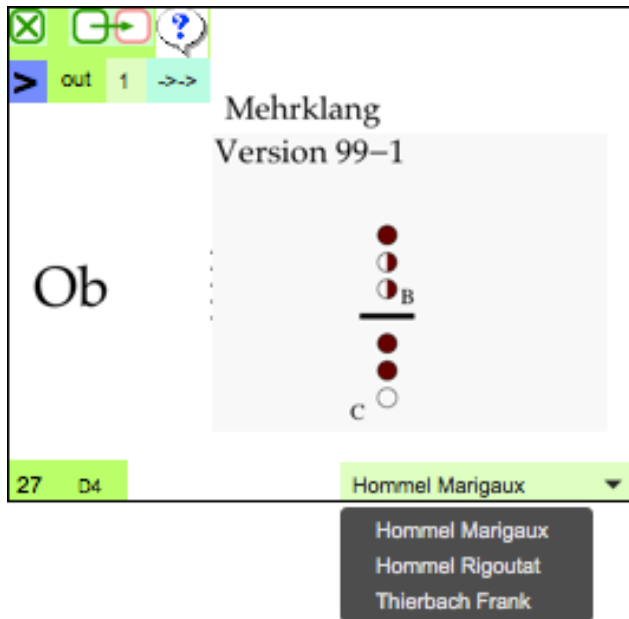 ?
> out 1 ->->
Mehrklang
Version 99–1
Ob
B
C
27 D4
Hommel Marigaux
Hommel Marigaux
Hommel Rigoutat
Thierbach Frank